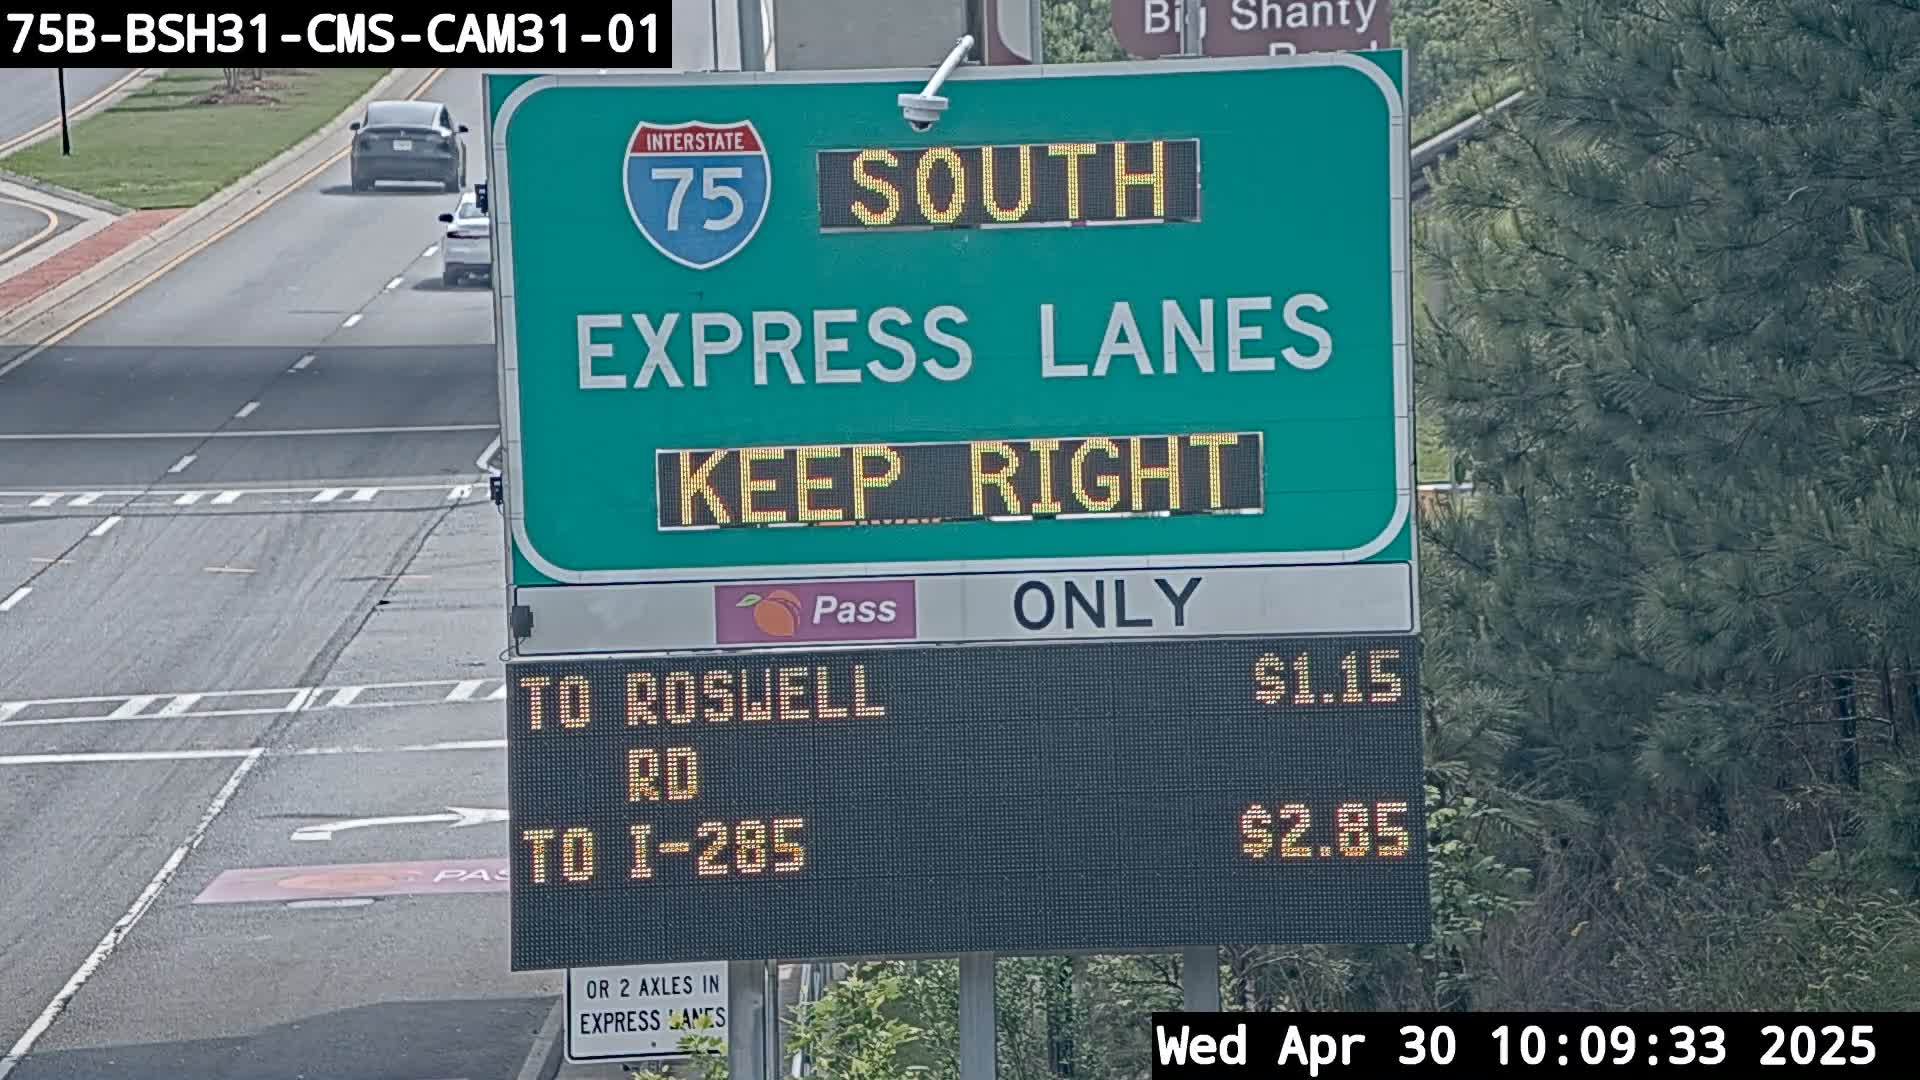 75B-BSH31-CMS-CAM31-01
Big Shanty
Road
INTERSTATE
75
SOUTH
EXPRESS LANES
KEEP RIGHT
Pass ONLY
TO ROSWELL $1.15
RD
TO I-285 $2.85
PAS
OR 2 AXLES IN
EXPRESS LANES
Wed Apr 30 10:09:33 2025